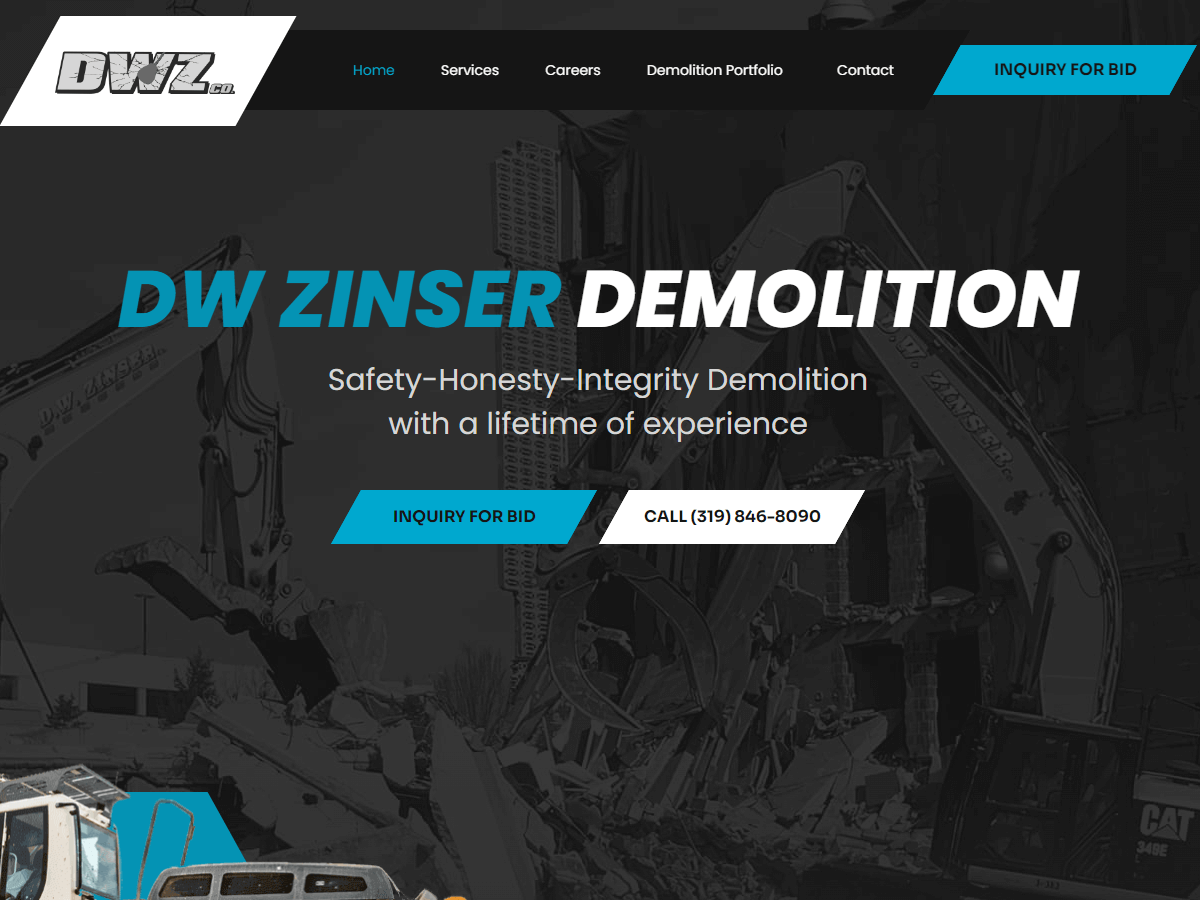 DWZ CO.
Home
Services
Careers
Demolition Portfolio
Contact
INQUIRY FOR BID
DW ZINSER DEMOLITION
Safety-Honesty-Integrity Demolition
with a lifetime of experience
INQUIRY FOR BID
CALL (319) 846-8090
D.W. ZINSER
D.W. ZINSER Co
CAT
349E